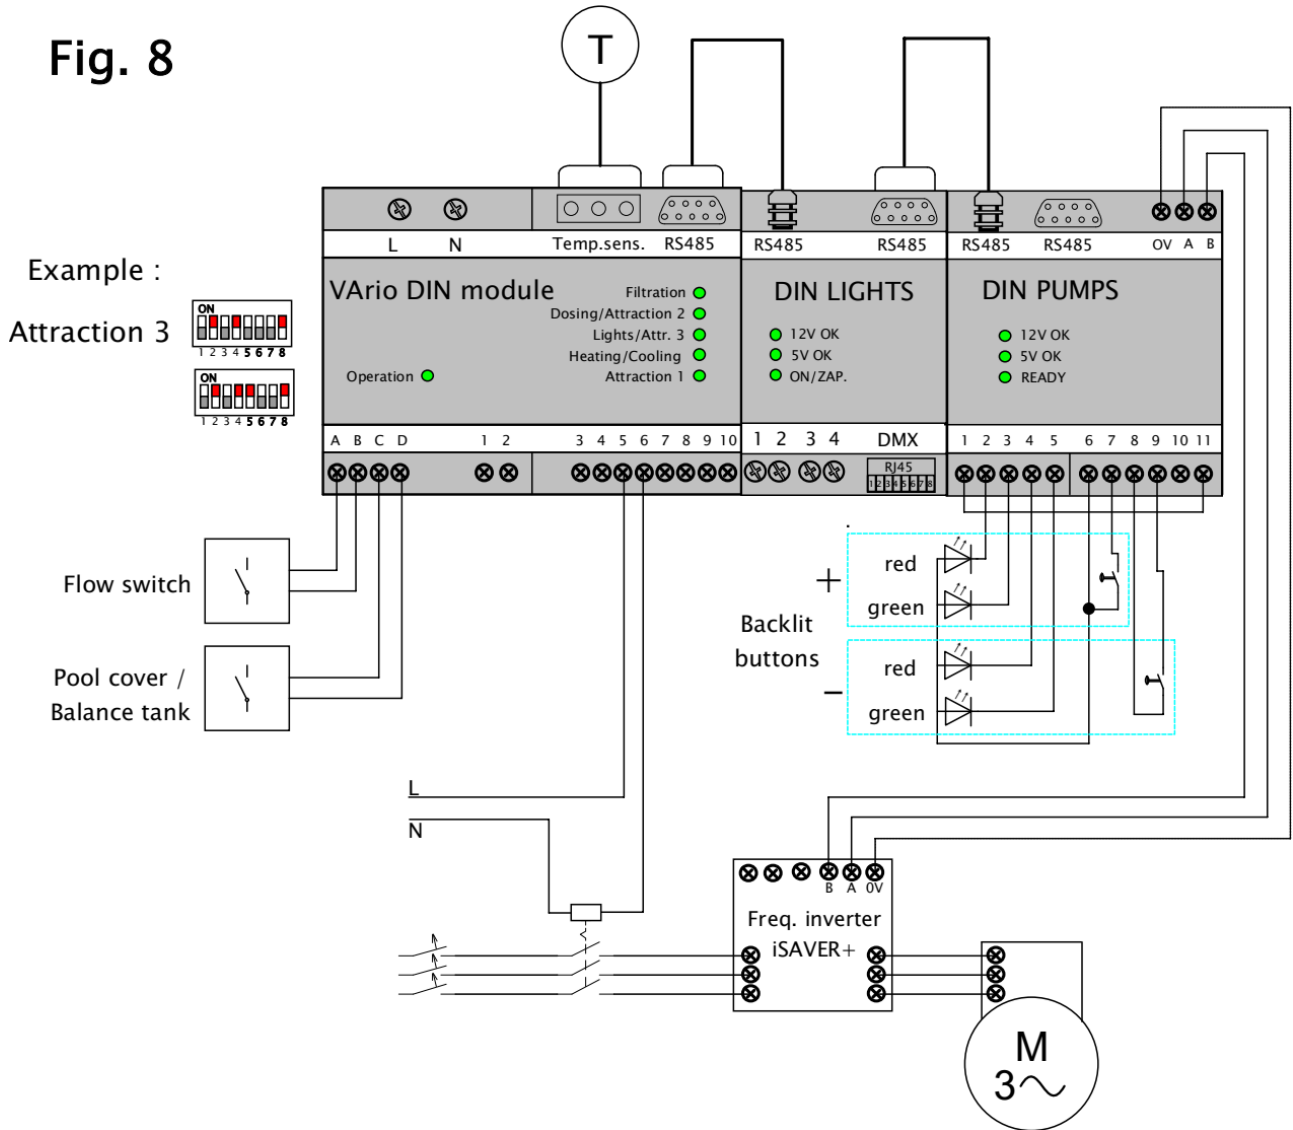 Fig. 8
T
L N Temp.sens. RS485 RS485 RS485 RS485 RS485 0V A B
Example :
Attraction 3
ON
1 2 3 4 5 6 7 8
ON
1 2 3 4 5 6 7 8
VArio DIN module
Filtration
Dosing/Attraction 2
Lights/Attr. 3
Heating/Cooling
Operation
Attraction 1
DIN LIGHTS
12V OK
5V OK
ON/ZAP.
DIN PUMPS
12V OK
5V OK
READY
A B C D 1 2 3 4 5 6 7 8 9 10 1 2 3 4 DMX 1 2 3 4 5 6 7 8 9 10 11
RJ45
1 2 3 4 5 6 7 8
Flow switch
Pool cover /
Balance tank
+
red
green
Backlit
buttons
−
red
green
L
N
B A 0V
Freq. inverter
iSAVER+
M
3~